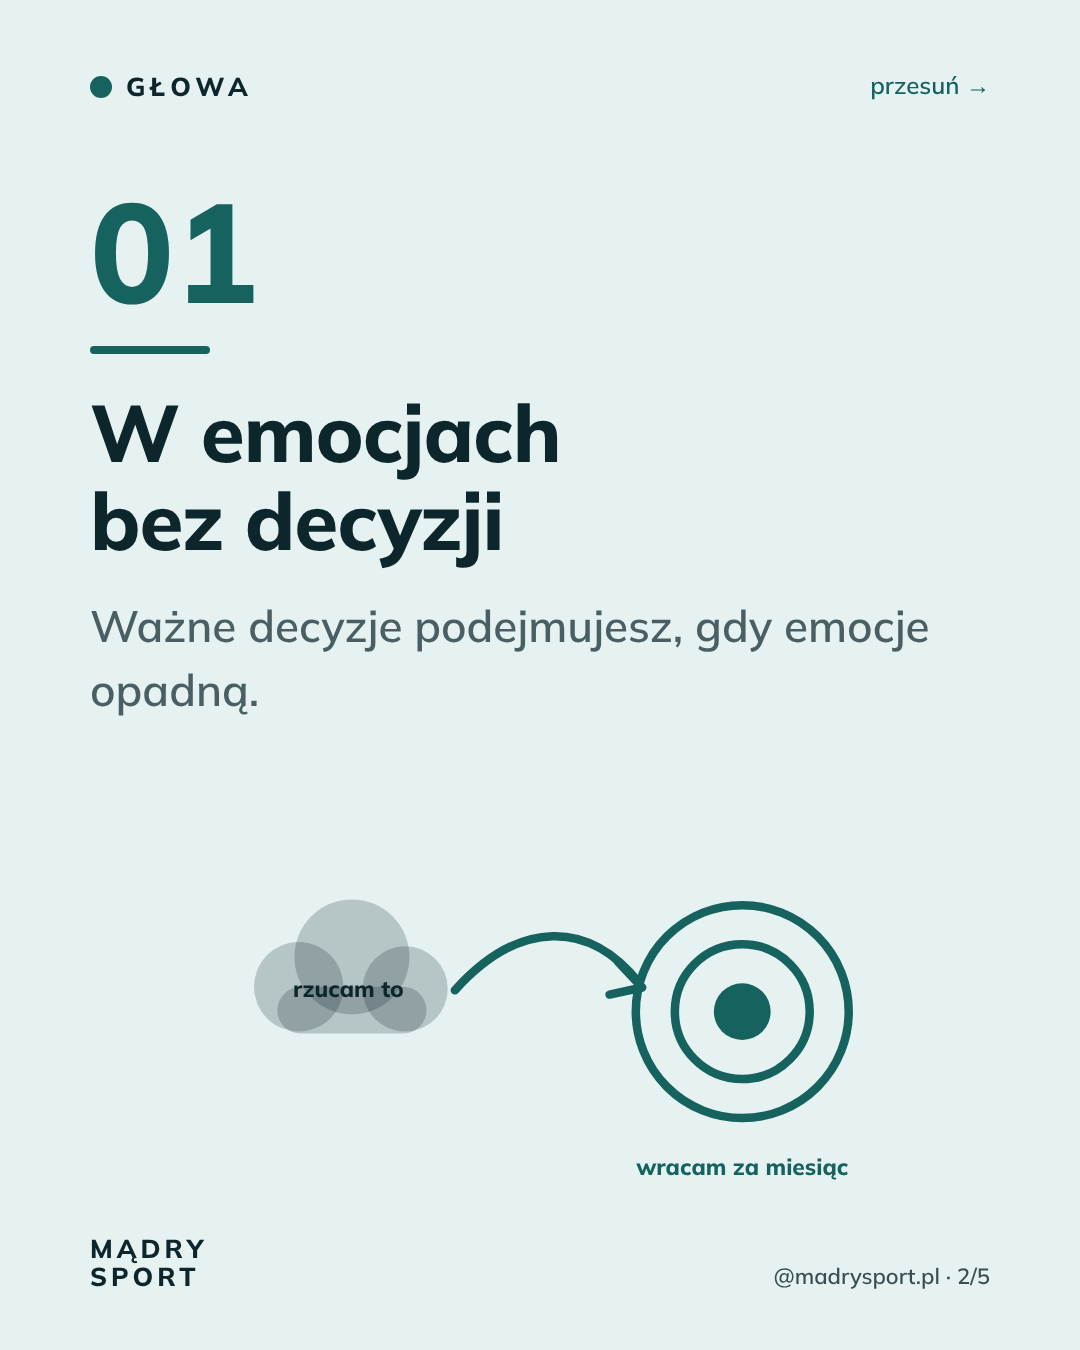 GŁOWA
przesuń →
01
W emocjach
bez decyzji
Ważne decyzje podejmujesz, gdy emocje
opadną.
rzucam to
wracam za miesiąc
MĄDRY
SPORT
@madrysport.pl · 2/5